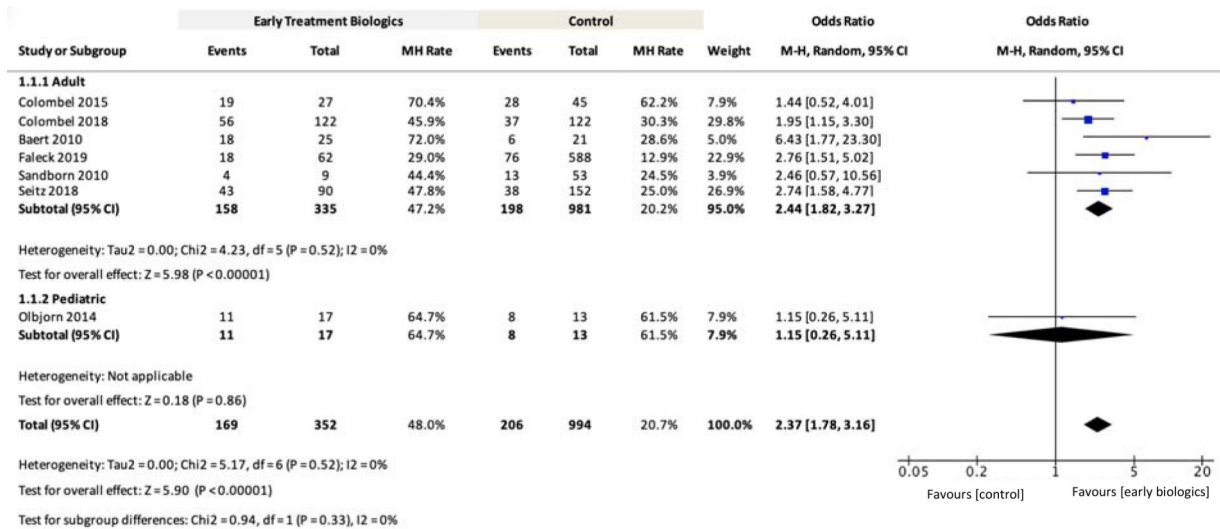 Early Treatment Biologics Control Odds Ratio Odds Ratio
Study or Subgroup Events Total MH Rate Events Total MH Rate Weight M-H, Random, 95% CI M-H, Random, 95% CI
1.1.1 Adult
Colombel 2015 19 27 70.4% 28 45 62.2% 7.9% 1.44 [0.52, 4.01]
Colombel 2018 56 122 45.9% 37 122 30.3% 29.8% 1.95 [1.15, 3.30]
Baert 2010 18 25 72.0% 6 21 28.6% 5.0% 6.43 [1.77, 23.30]
Faleck 2019 18 62 29.0% 76 588 12.9% 22.9% 2.76 [1.51, 5.02]
Sandborn 2010 4 9 44.4% 13 53 24.5% 3.9% 2.46 [0.57, 10.56]
Seitz 2018 43 90 47.8% 38 152 25.0% 26.9% 2.74 [1.58, 4.77]
Subtotal (95% CI) 158 335 47.2% 198 981 20.2% 95.0% 2.44 [1.82, 3.27]
Heterogeneity: Tau2 = 0.00; Chi2 = 4.23, df = 5 (P = 0.52); I2 = 0%
Test for overall effect: Z = 5.98 (P < 0.00001)
1.1.2 Pediatric
Olbjorn 2014 11 17 64.7% 8 13 61.5% 7.9% 1.15 [0.26, 5.11]
Subtotal (95% CI) 11 17 64.7% 8 13 61.5% 7.9% 1.15 [0.26, 5.11]
Heterogeneity: Not applicable
Test for overall effect: Z = 0.18 (P = 0.86)
Total (95% CI) 169 352 48.0% 206 994 20.7% 100.0% 2.37 [1.78, 3.16]
Heterogeneity: Tau2 = 0.00; Chi2 = 5.17, df = 6 (P = 0.52); I2 = 0%
0.05 0.2 1 5 20
Test for overall effect: Z = 5.90 (P < 0.00001)
Favours [control] Favours [early biologics]
Test for subgroup differences: Chi2 = 0.94, df = 1 (P = 0.33), I2 = 0%